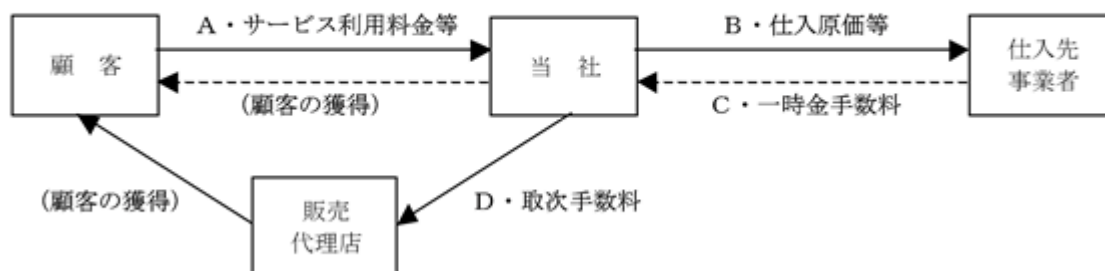 A・サービス利用料金等
B・仕入原価等
顧　客
当　社
仕入先
事業者
(顧客の獲得)
C・一時金手数料
(顧客の獲得)
D・取次手数料
販売
代理店